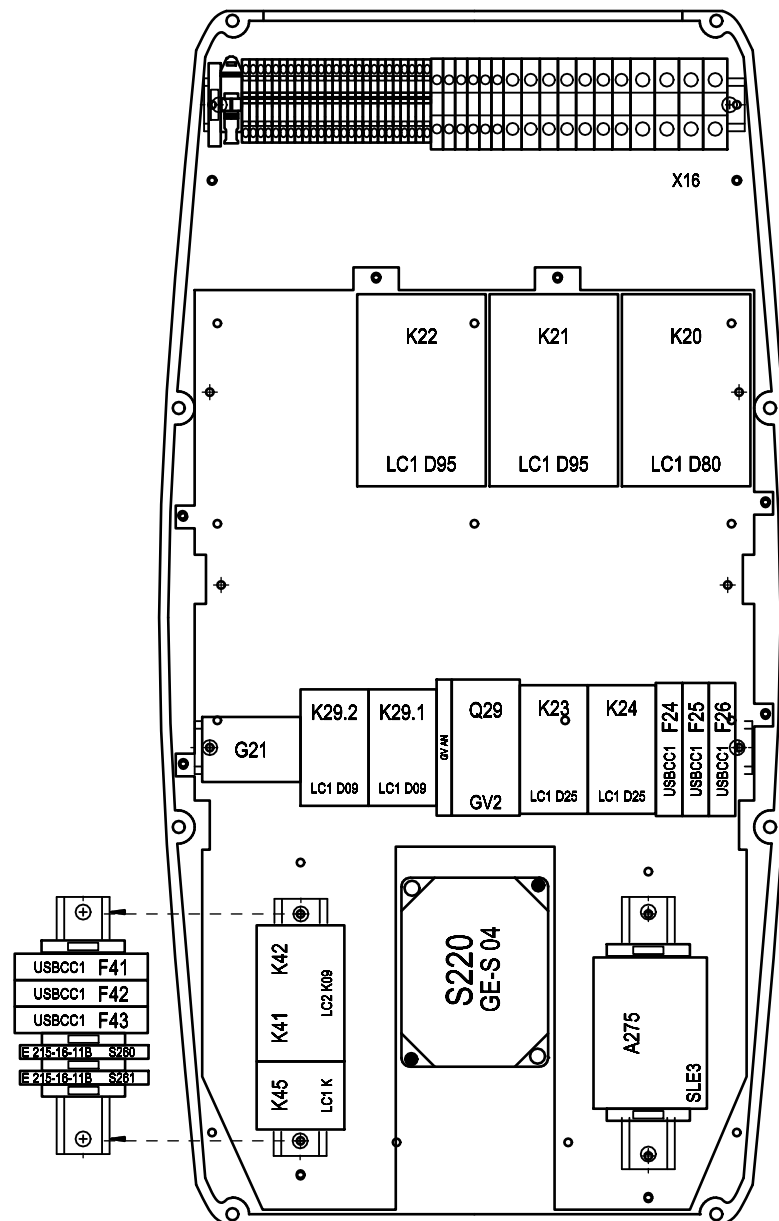 X16
K22
K21
K20
LC1 D95
LC1 D95
LC1 D80
G21
K29.2
LC1 D09
K29.1
LC1 D09
GV AN
Q29
GV2
K23
LC1 D25
K24
LC1 D25
USBCC1 F24
USBCC1 F25
USBCC1 F26
USBCC1 F41
USBCC1 F42
USBCC1 F43
E 215-16-11B S260
E 215-16-11B S261
K42
K41
LC2 K09
K45
LC1 K
S220
GE-S 04
A275
SLE3